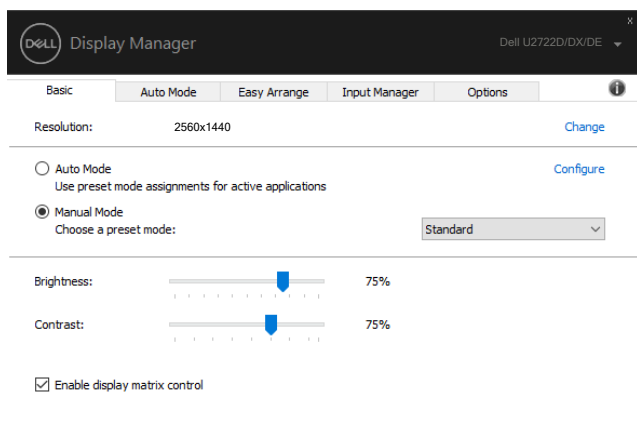 x
DELL Display Manager Dell U2722D/DX/DE
Basic Auto Mode Easy Arrange Input Manager Options i
Resolution: 2560x1440 Change
Auto Mode Configure
Use preset mode assignments for active applications
Manual Mode
Choose a preset mode: Standard
Brightness: 75%
Contrast: 75%
Enable display matrix control